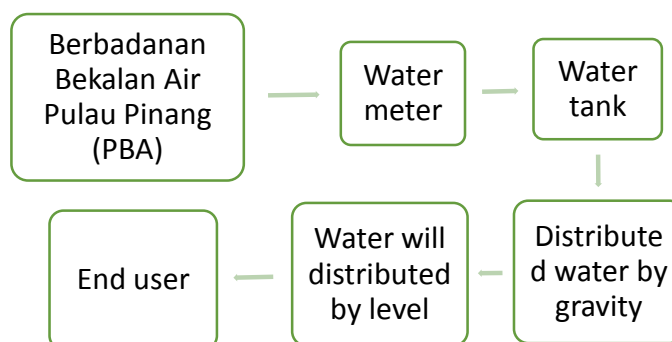 Berbadanan
Bekalan Air
Pulau Pinang
(PBA)
Water
meter
Water
tank
Distribute
d water by
gravity
Water will
distributed
by level
End user